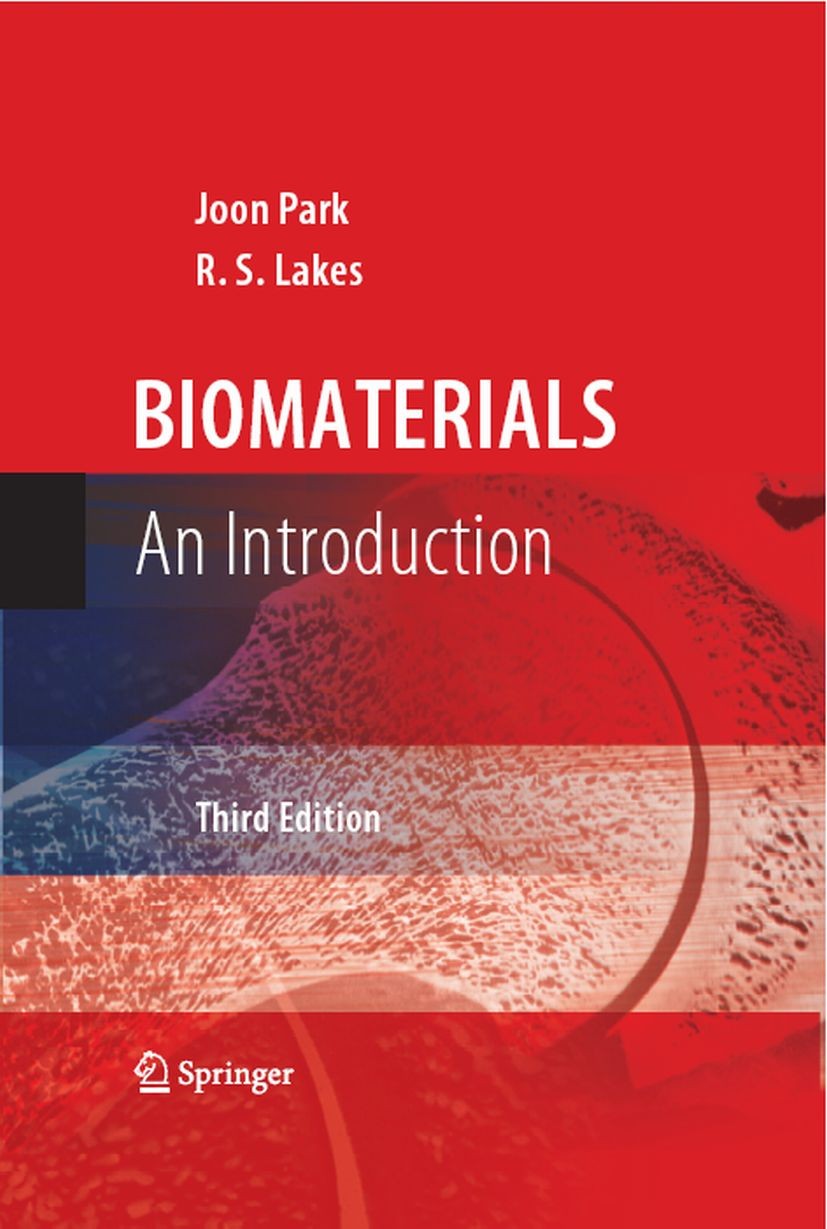 Joon Park
R. S. Lakes
BIOMATERIALS
An Introduction
Third Edition
Springer